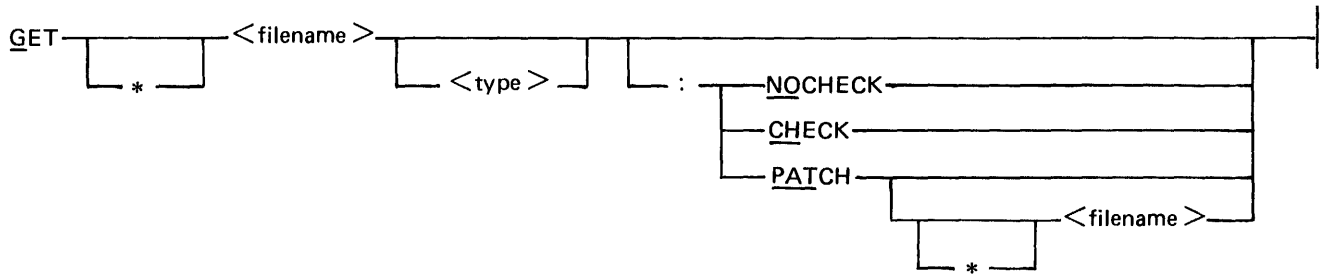 GET <filename>
* <type> : NOCHECK
CHECK
PATCH
<filename>
*